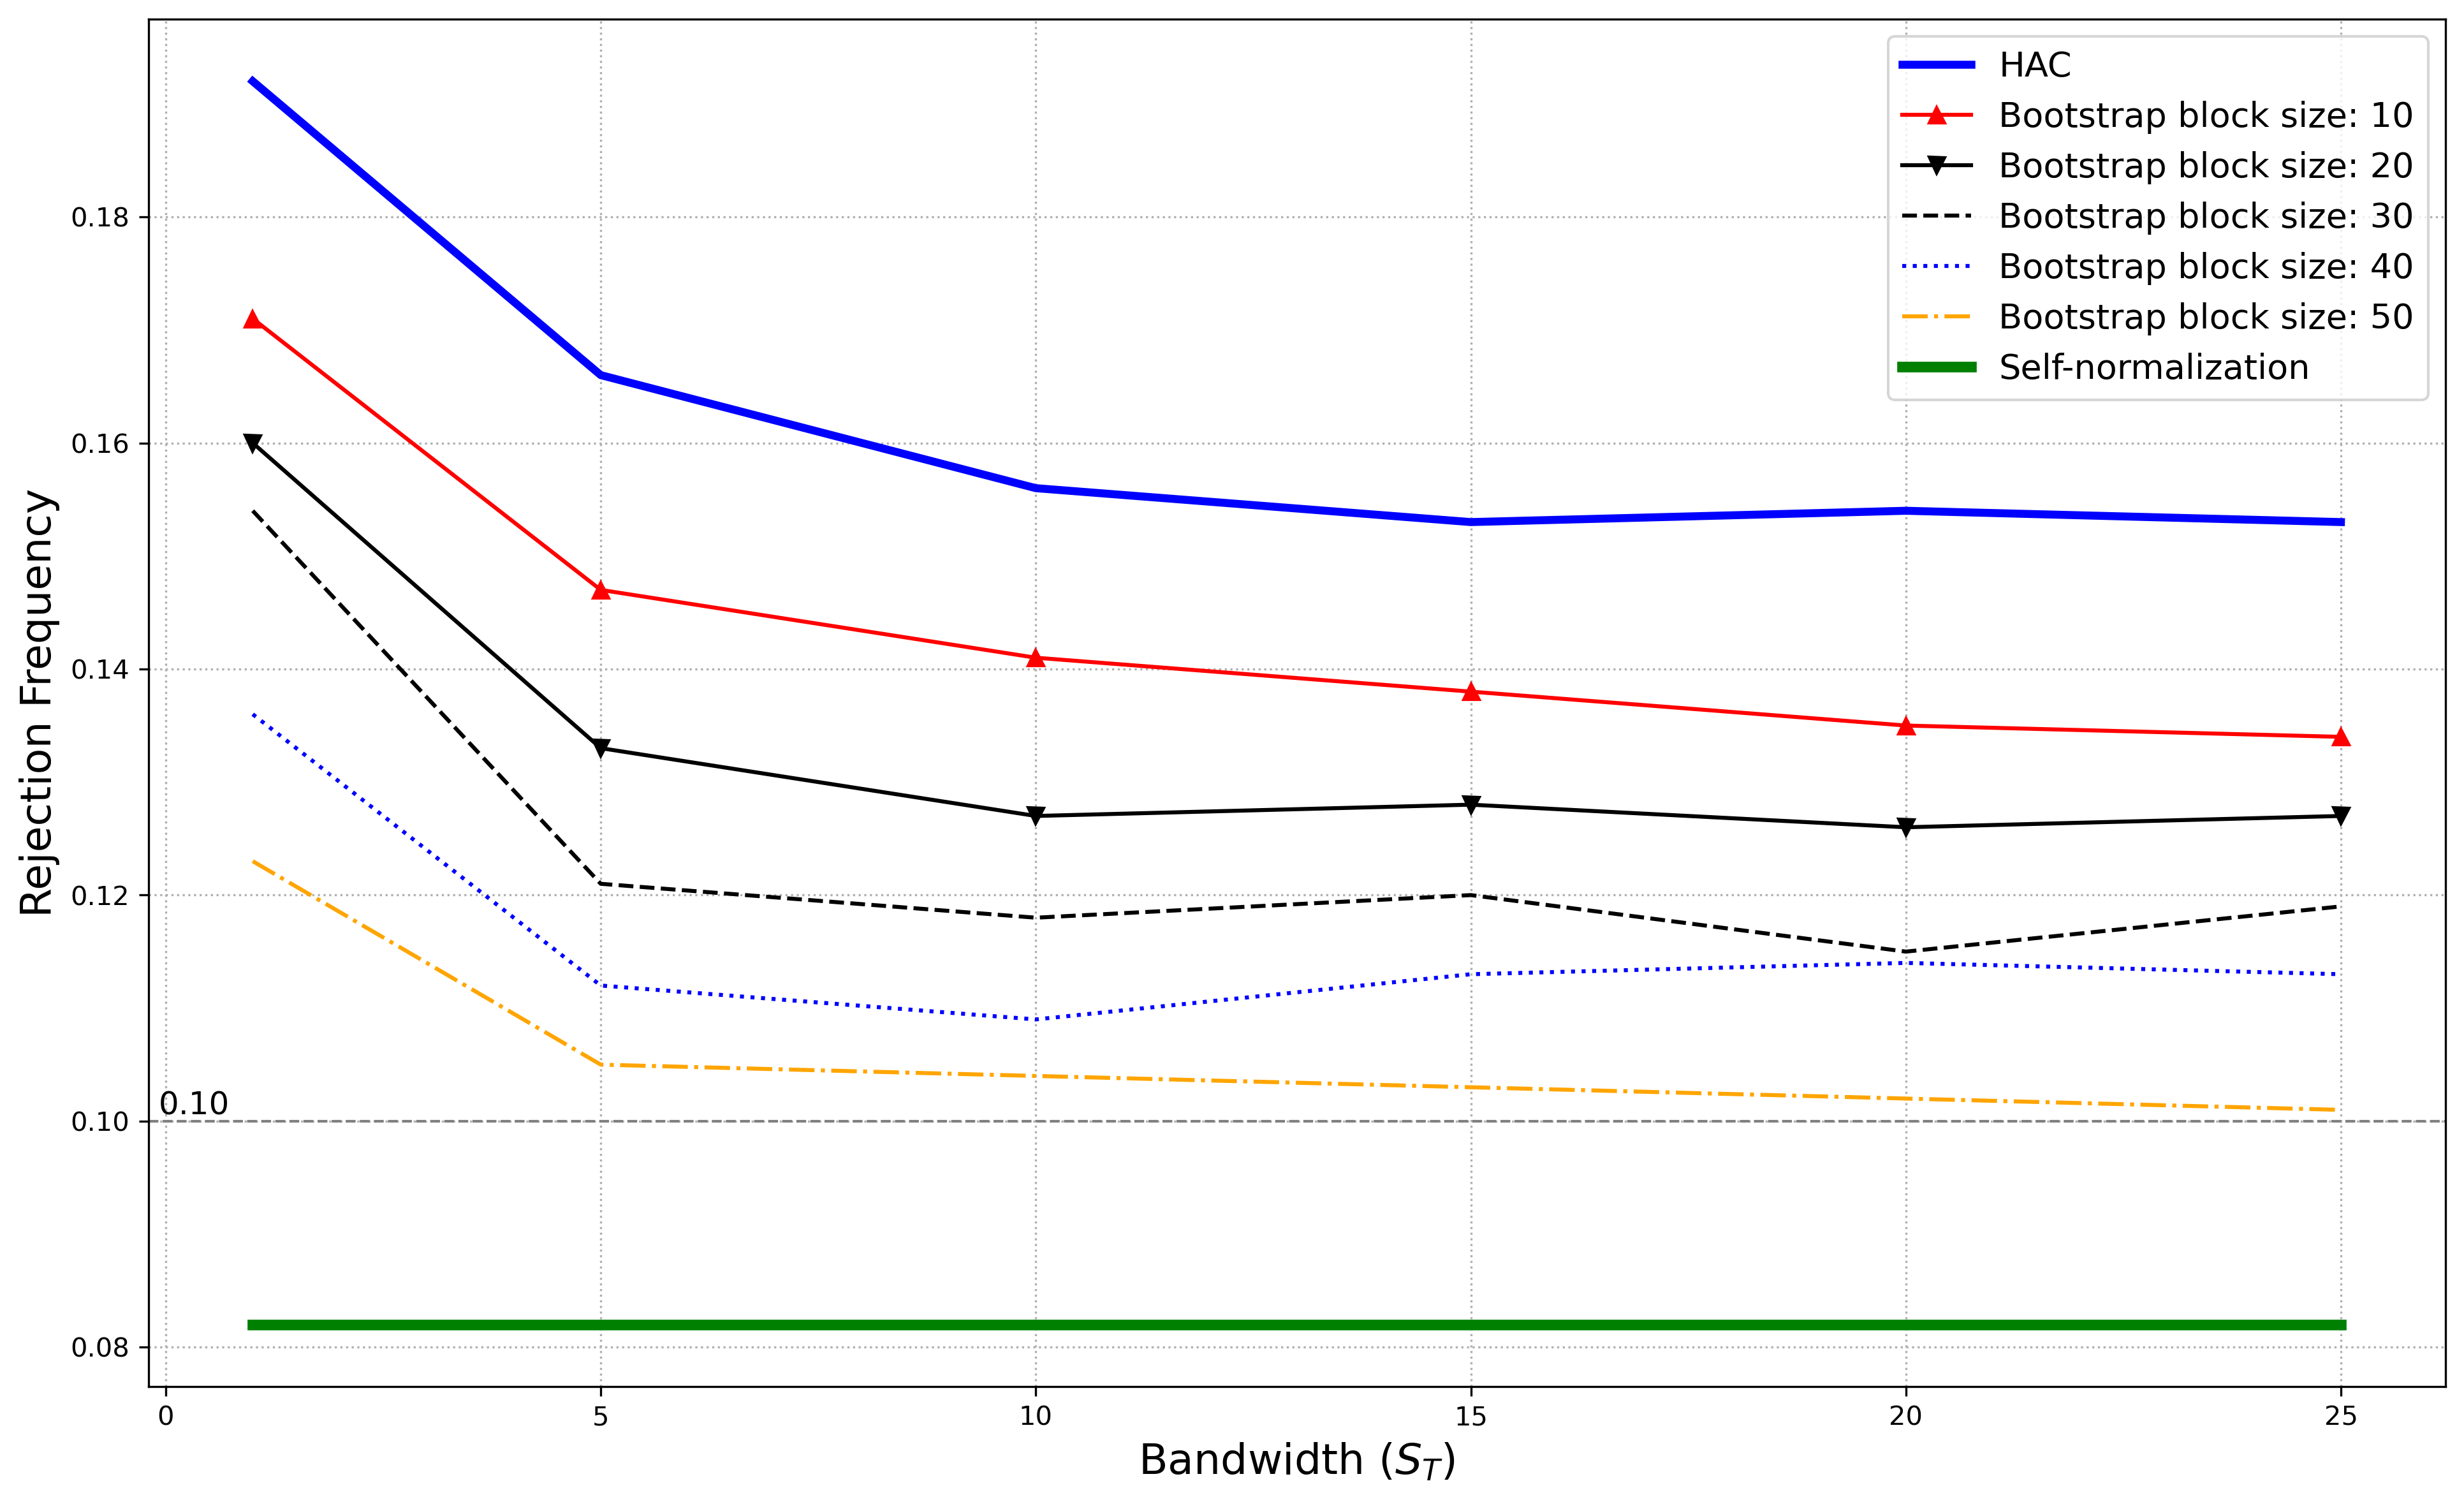 HAC
Bootstrap block size: 10
Bootstrap block size: 20
Bootstrap block size: 30
Bootstrap block size: 40
Bootstrap block size: 50
Self-normalization
Rejection Frequency
0.18
0.16
0.14
0.12
0.10
0.10
0.08
0 5 10 15 20 25
Bandwidth (S_T)